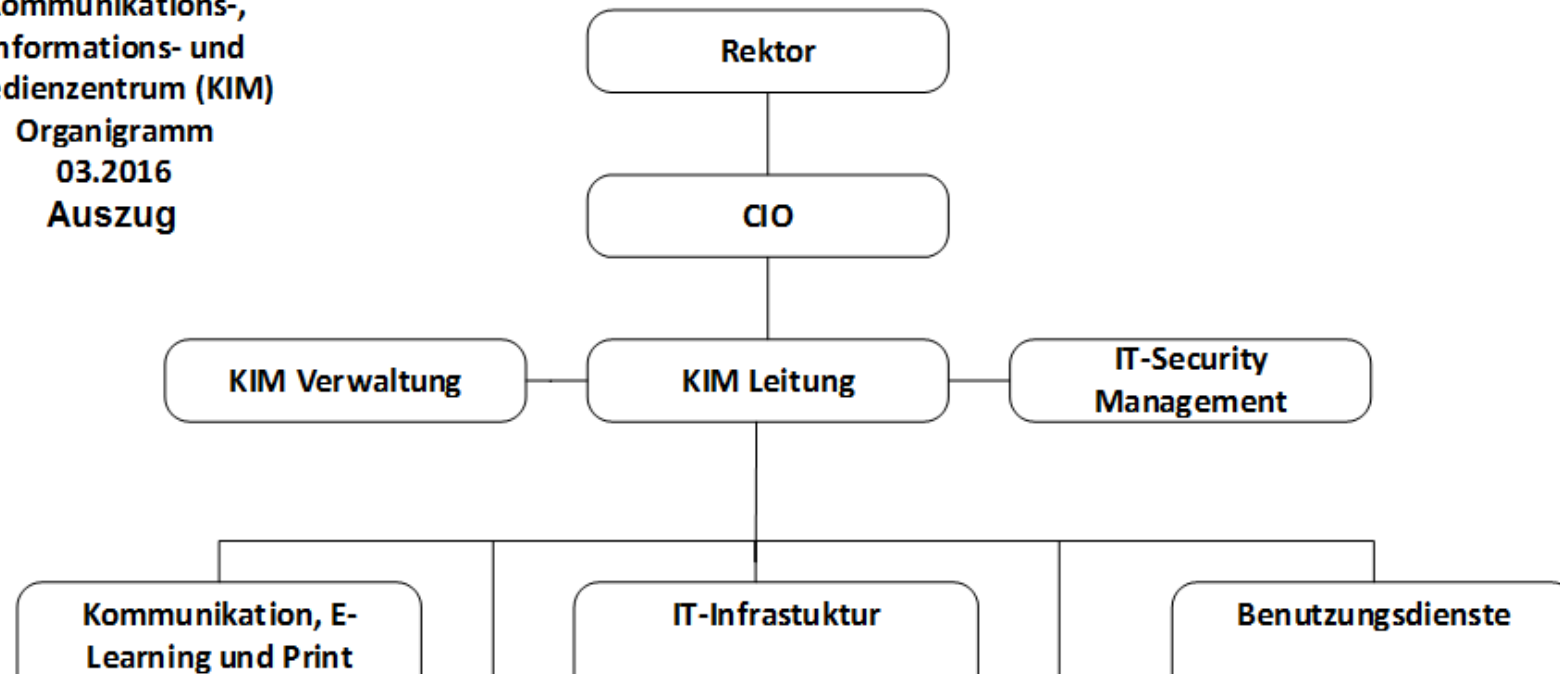 ommunikations-,
nformations- und
edienzentrum (KIM)
Organigramm
03.2016
Auszug
Rektor
CIO
KIM Verwaltung
KIM Leitung
IT-Security
Management
Kommunikation, E-
Learning und Print
IT-Infrastuktur
Benutzungsdienste